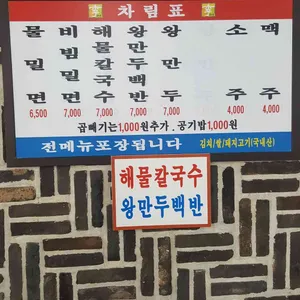 차림표
물밀면
비빔밀면
해물칼국수
왕만두백반
왕만두
소주
맥주
6,500 7,000 7,000 7,000 7,000 4,000 4,000
곱빼기는1,000원추가. 공기밥1,000원
전메뉴포장됩니다 김치/쌀/돼지고기(국내산)
해물칼국수
왕만두백반